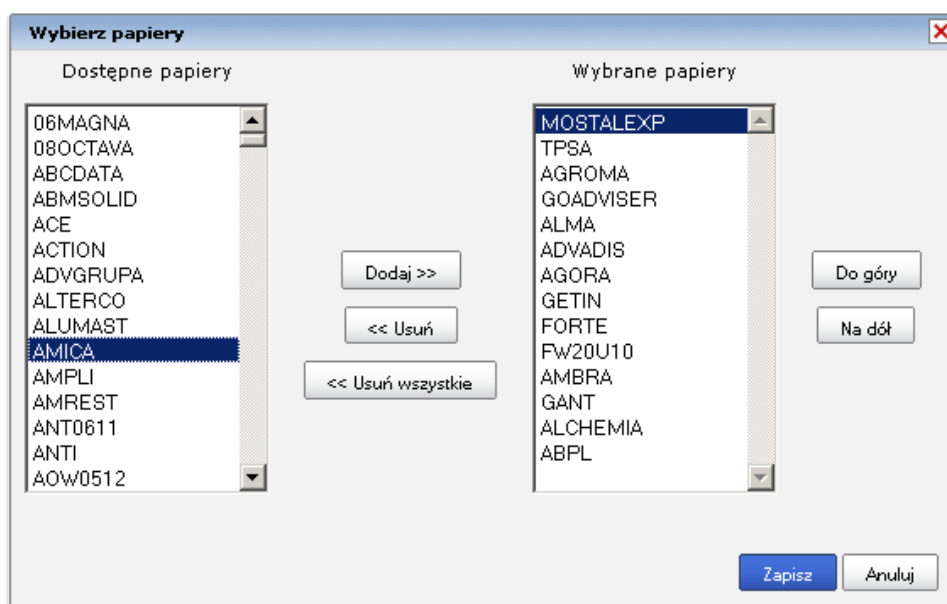 Wybierz papiery
Dostępne papiery
Wybrane papiery
06MAGNA
08OCTAVA
ABCDATA
ABMSOLID
ACE
ACTION
ADVGRUPA
ALTERCO
ALUMAST
AMICA
AMPLI
AMREST
ANT0611
ANTI
AOW0512
Dodaj >>
<< Usuń
<< Usuń wszystkie
MOSTALEXP
TPSA
AGROMA
GOADVISER
ALMA
ADVADIS
AGORA
GETIN
FORTE
FW20U10
AMBRA
GANT
ALCHEMIA
ABPL
Do góry
Na dół
Zapisz
Anuluj